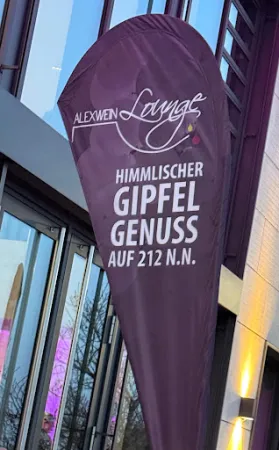 ALEXWEIN Lounge
HIMMLISCHER
GIPFEL
GENUSS
AUF 212 N.N.